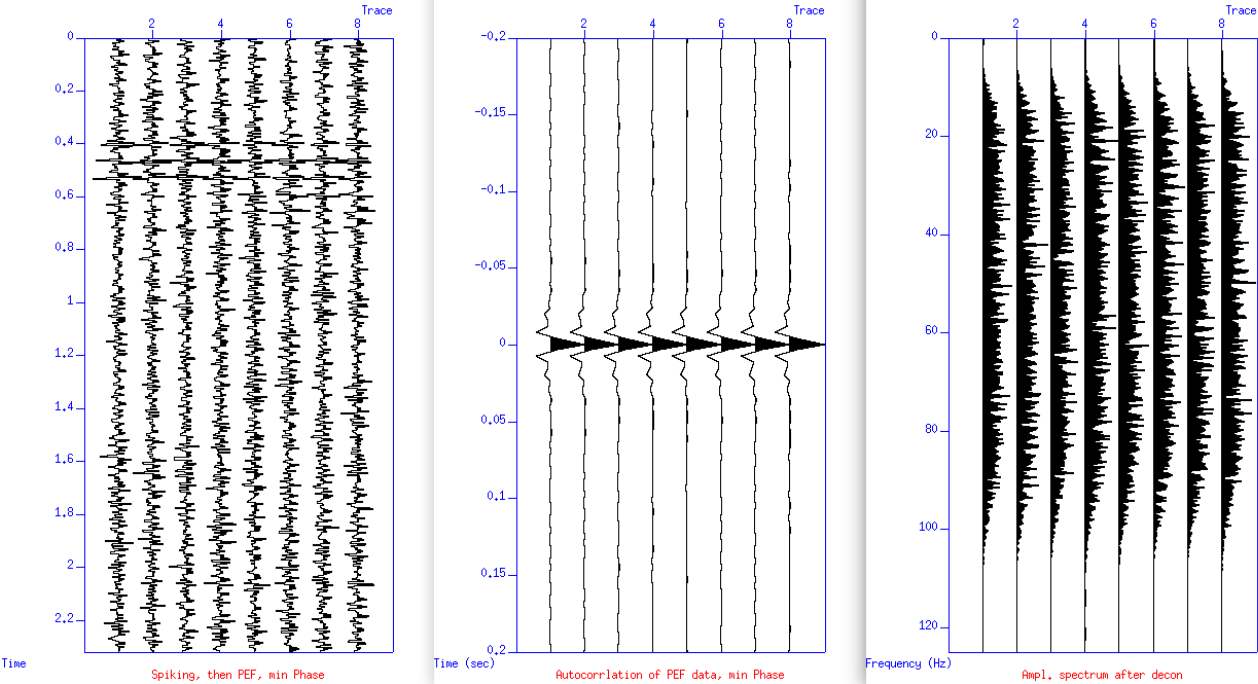 Trace
2 4 6 8
0
0.2
0.4
0.6
0.8
1
1.2
1.4
1.6
1.8
2
2.2
Time
Spiking, then PEF, min Phase
Trace
2 4 6 8
-0.2
-0.15
-0.1
-0.05
0
0.05
0.1
0.15
0.2
Time (sec)
Autocorrlation of PEF data, min Phase
Trace
2 4 6 8
0
20
40
60
80
100
120
Frequency (Hz)
Ampl. spectrum after decon